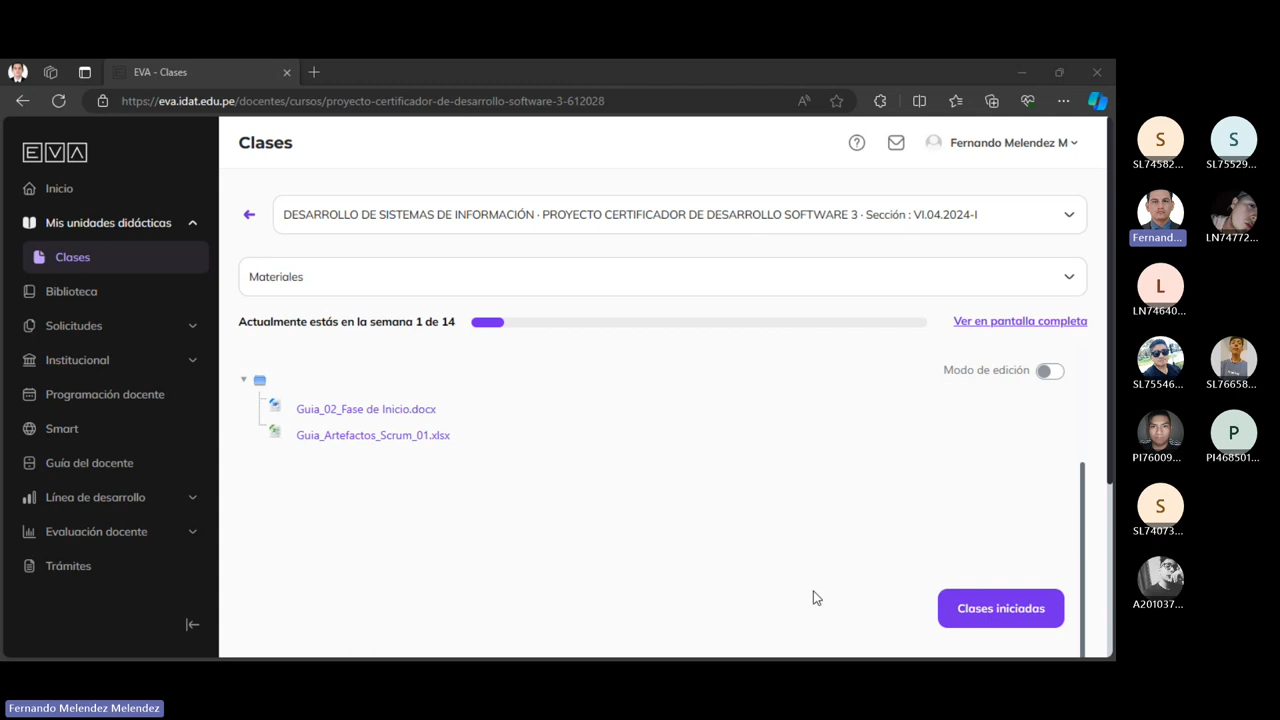 EVA - Clases
https://eva.idat.edu.pe/docentes/cursos/proyecto-certificador-de-desarrollo-software-3-612028
EVA
Clases
Fernando Melendez M
Inicio
Mis unidades didácticas
Clases
Biblioteca
Solicitudes
Institucional
Programación docente
Smart
Guía del docente
Línea de desarrollo
Evaluación docente
Trámites
DESARROLLO DE SISTEMAS DE INFORMACIÓN · PROYECTO CERTIFICADOR DE DESARROLLO SOFTWARE 3 · Sección : VI.04.2024-I
Materiales
Actualmente estás en la semana 1 de 14
Ver en pantalla completa
Modo de edición
Guia_02_Fase de Inicio.docx
Guia_Artefactos_Scrum_01.xlsx
Clases iniciadas
S
S
SL74582...
SL75529...
Fernand...
LN74772...
L
LN74640...
SL75546...
SL76658...
P
PI76009...
PI468501...
S
SL74073...
A201037...
Fernando Melendez Melendez